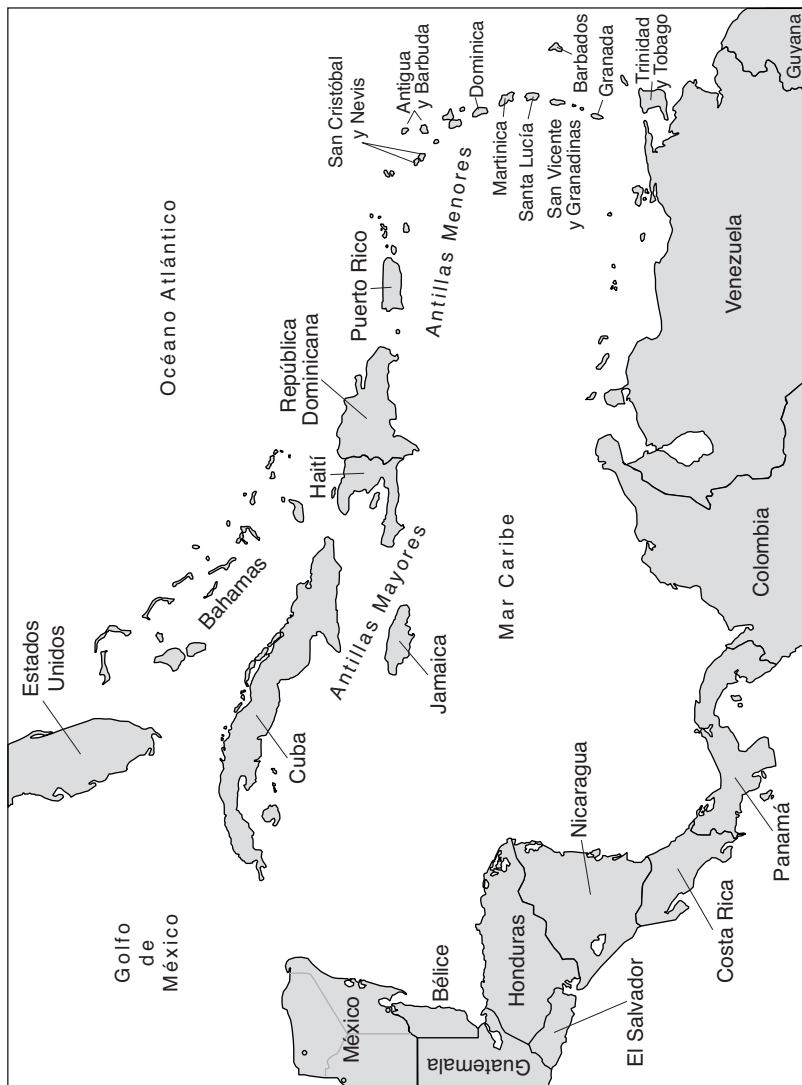 Océano Atlántico
Golfo
de
México
Estados
Unidos
Bahamas
Cuba
Haití
República
Dominicana
Puerto Rico
San Cristóbal
y Nevis
Antigua
y Barbuda
Antillas Mayores
Antillas Menores
Jamaica
Dominica
Martinica
Santa Lucía
San Vicente
y Granadinas
Barbados
Granada
Trinidad
y Tobago
Mar Caribe
México
Bélice
Guatemala
Honduras
El Salvador
Nicaragua
Costa Rica
Panamá
Colombia
Venezuela
Guyana